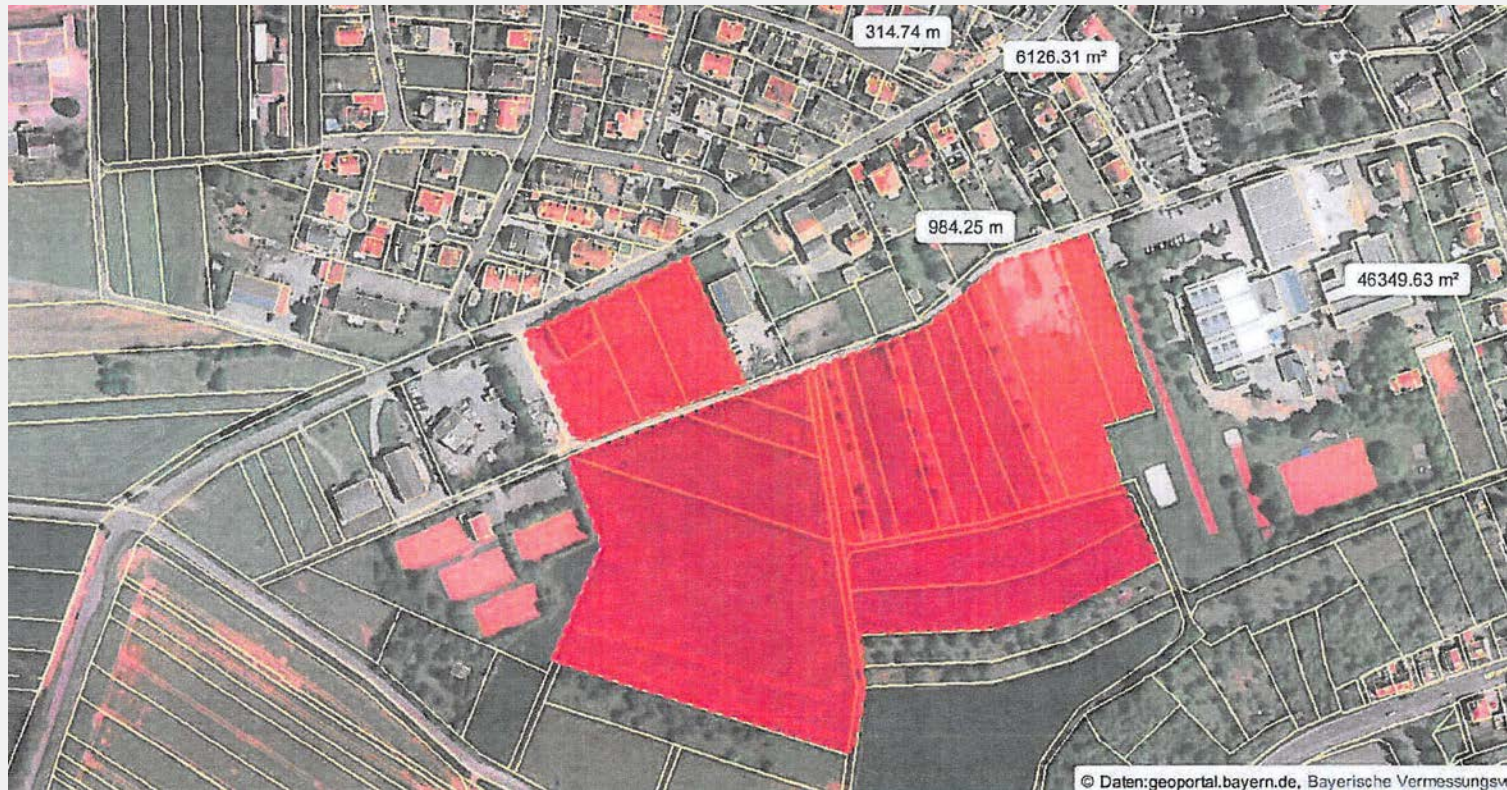 314.74 m
6126.31 m²
984.25 m
46349.63 m²
© Daten:geoportal.bayern.de, Bayerische Vermessungsv